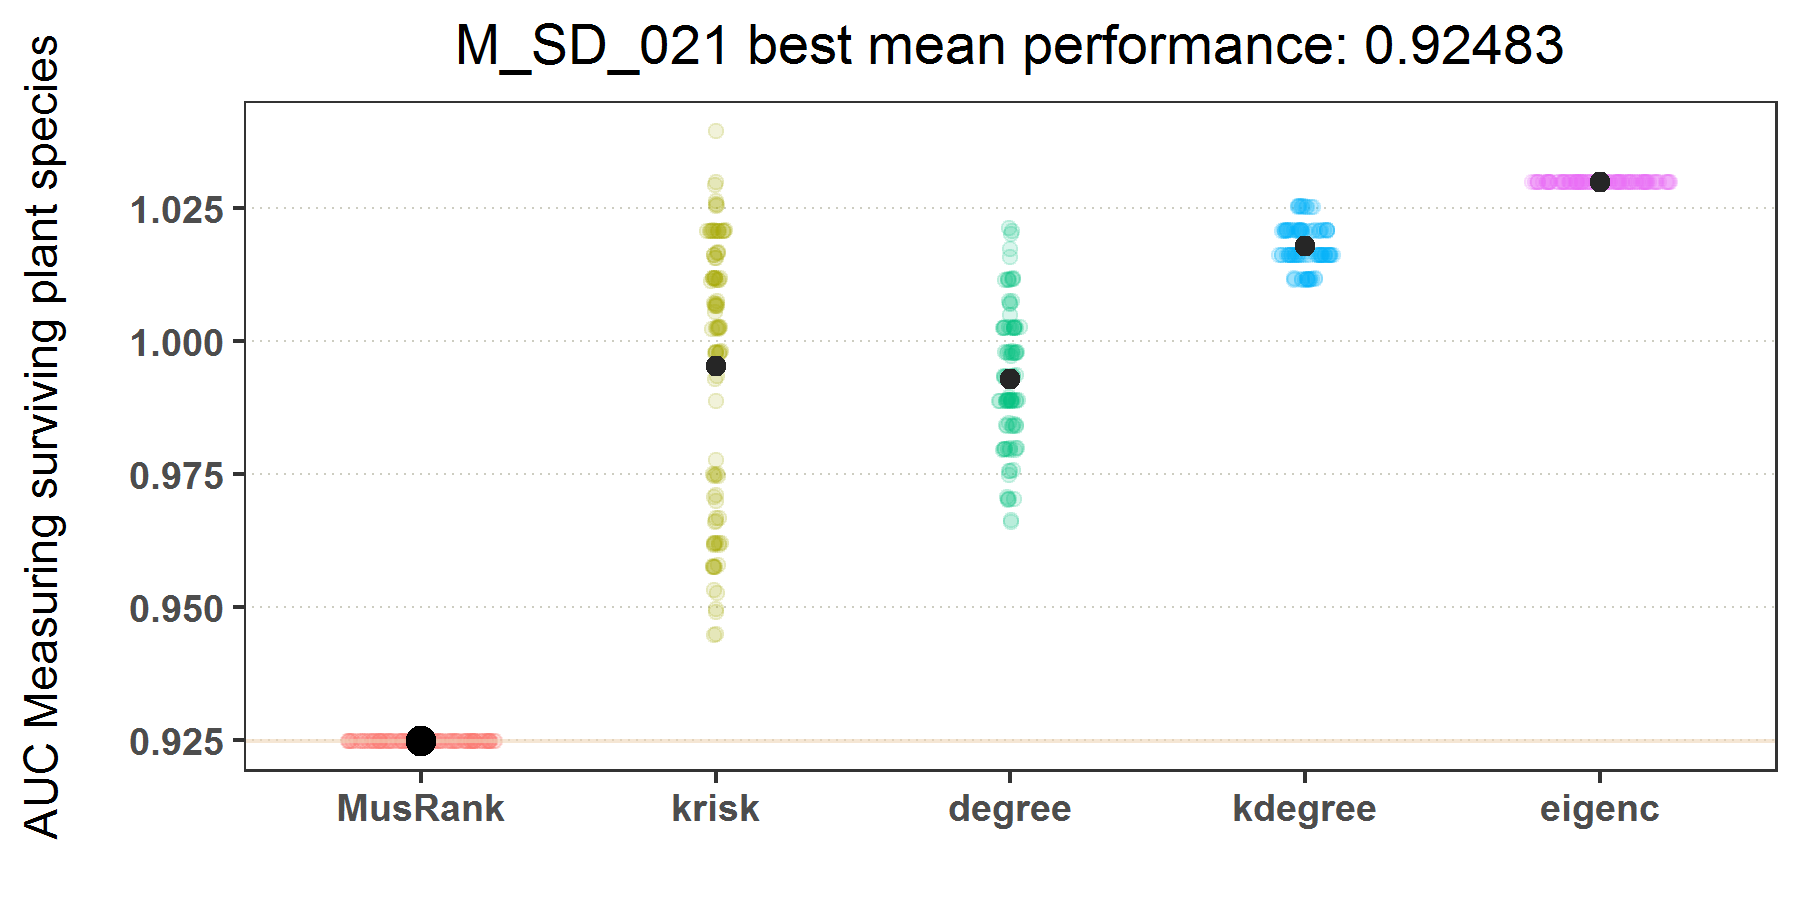 M_SD_021 best mean performance: 0.92483
AUC Measuring surviving plant species
1.025
1.000
0.975
0.950
0.925
MusRank krisk degree kdegree eigenc